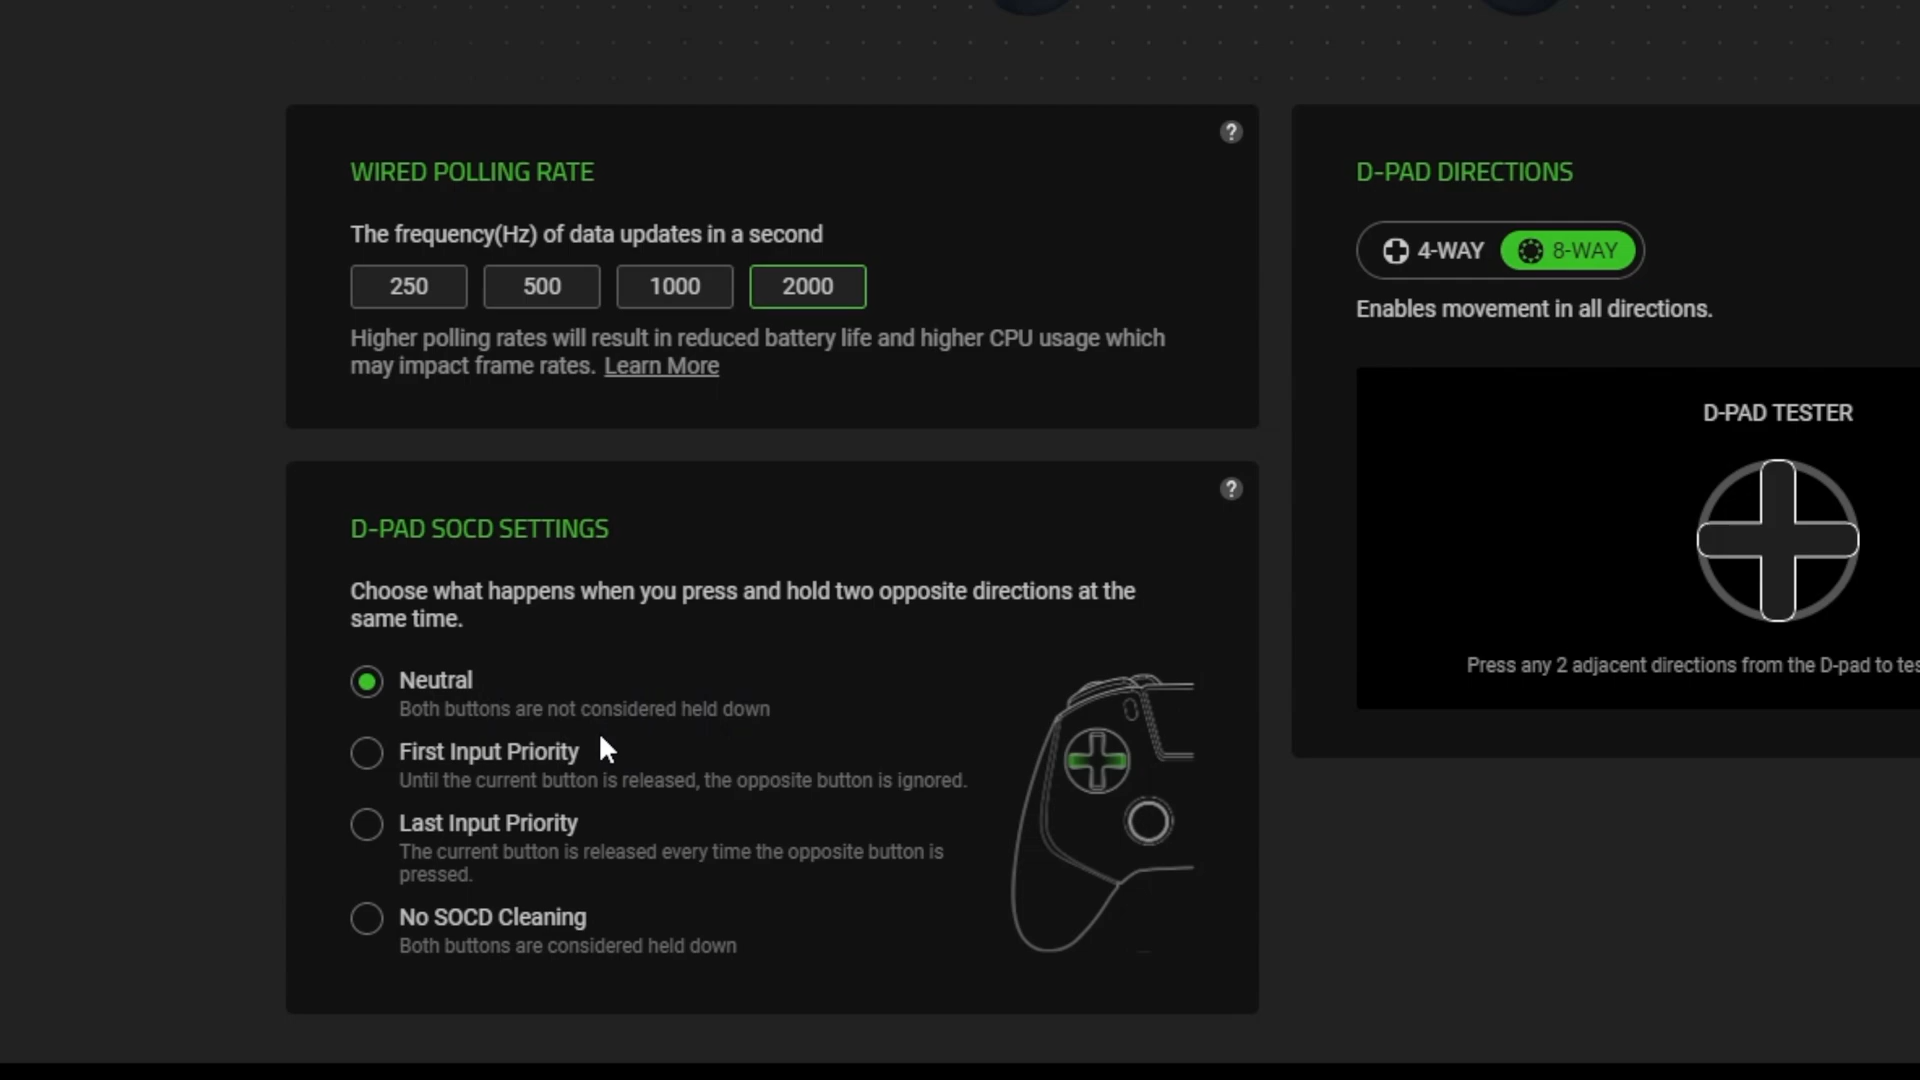 WIRED POLLING RATE
The frequency(Hz) of data updates in a second
250 500 1000 2000
Higher polling rates will result in reduced battery life and higher CPU usage which
may impact frame rates. Learn More
D-PAD SOCD SETTINGS
Choose what happens when you press and hold two opposite directions at the
same time.
Neutral
Both buttons are not considered held down
First Input Priority
Until the current button is released, the opposite button is ignored.
Last Input Priority
The current button is released every time the opposite button is
pressed.
No SOCD Cleaning
Both buttons are considered held down
D-PAD DIRECTIONS
4-WAY 8-WAY
Enables movement in all directions.
D-PAD TESTER
Press any 2 adjacent directions from the D-pad to